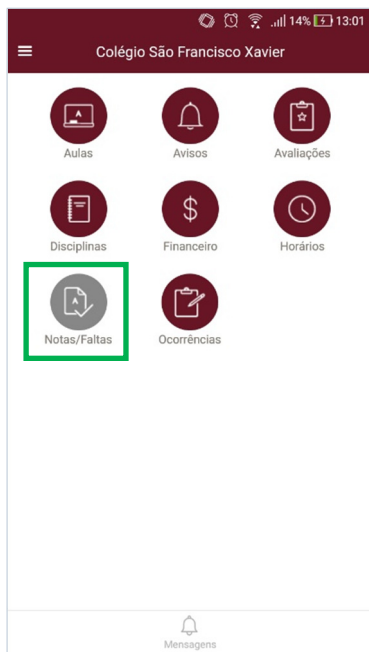 14% 13:01
Colégio São Francisco Xavier
Aulas Avisos Avaliações
Disciplinas Financeiro Horários
Notas/Faltas Ocorrências
Mensagens